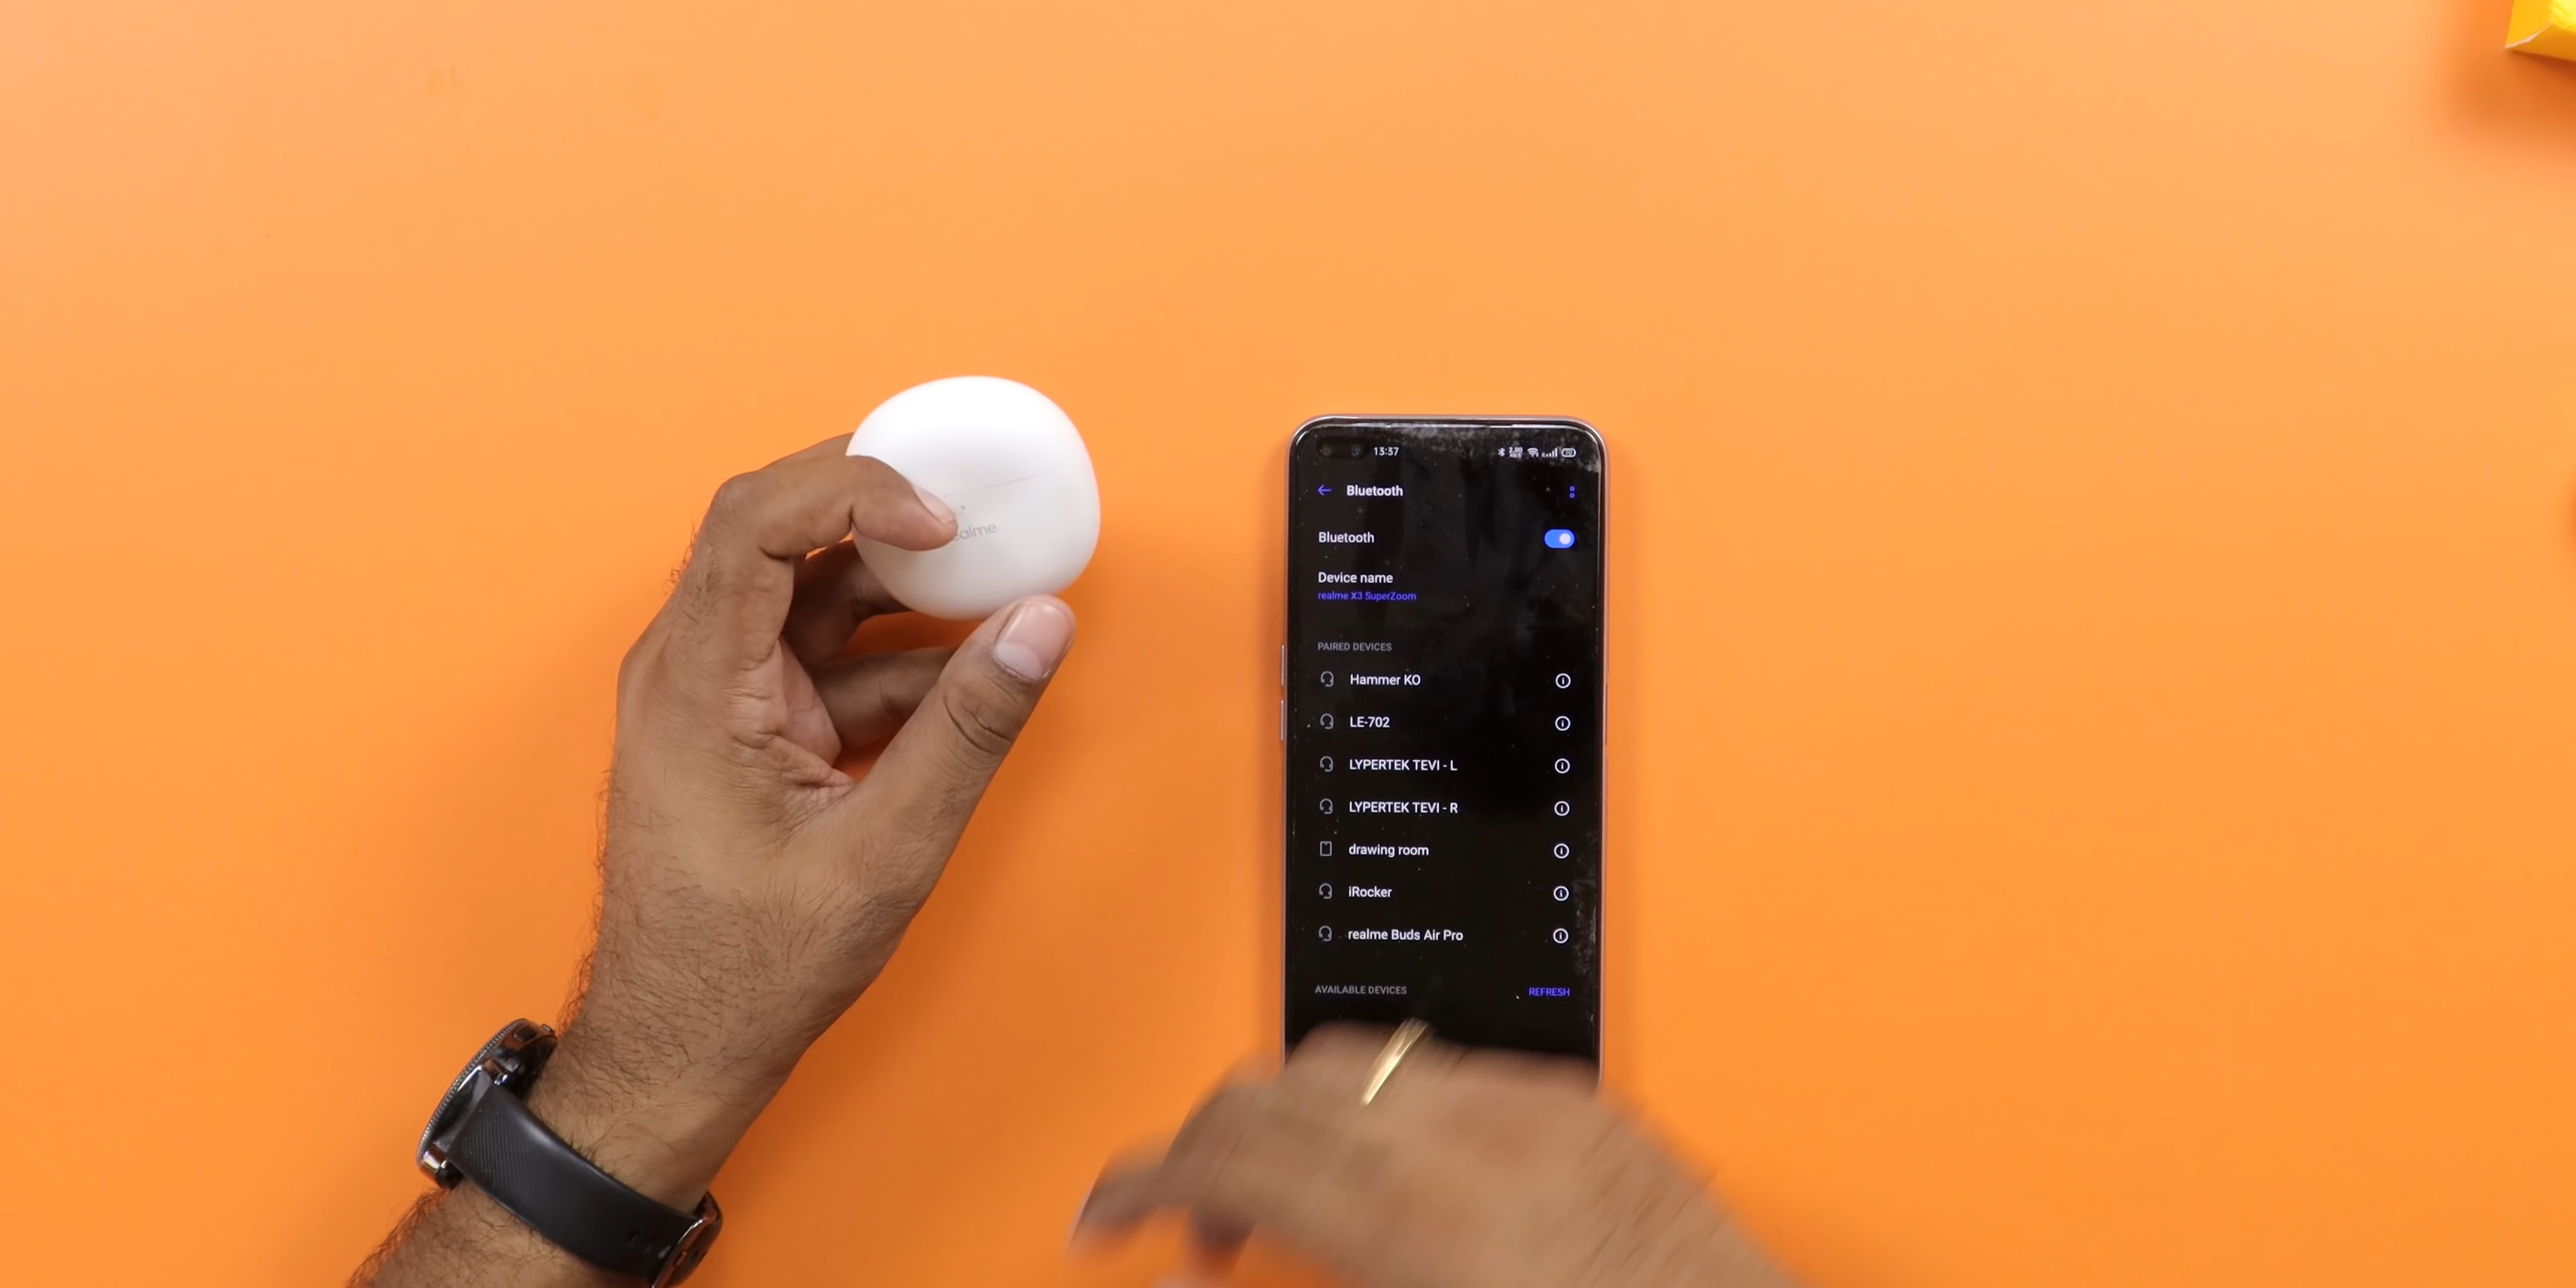 ealme
13:37
Bluetooth
Bluetooth
Device name
realme X3 SuperZoom
PAIRED DEVICES
Hammer KO
LE-702
LYPERTEK TEVI - L
LYPERTEK TEVI - R
drawing room
iRocker
realme Buds Air Pro
AVAILABLE DEVICES
REFRESH